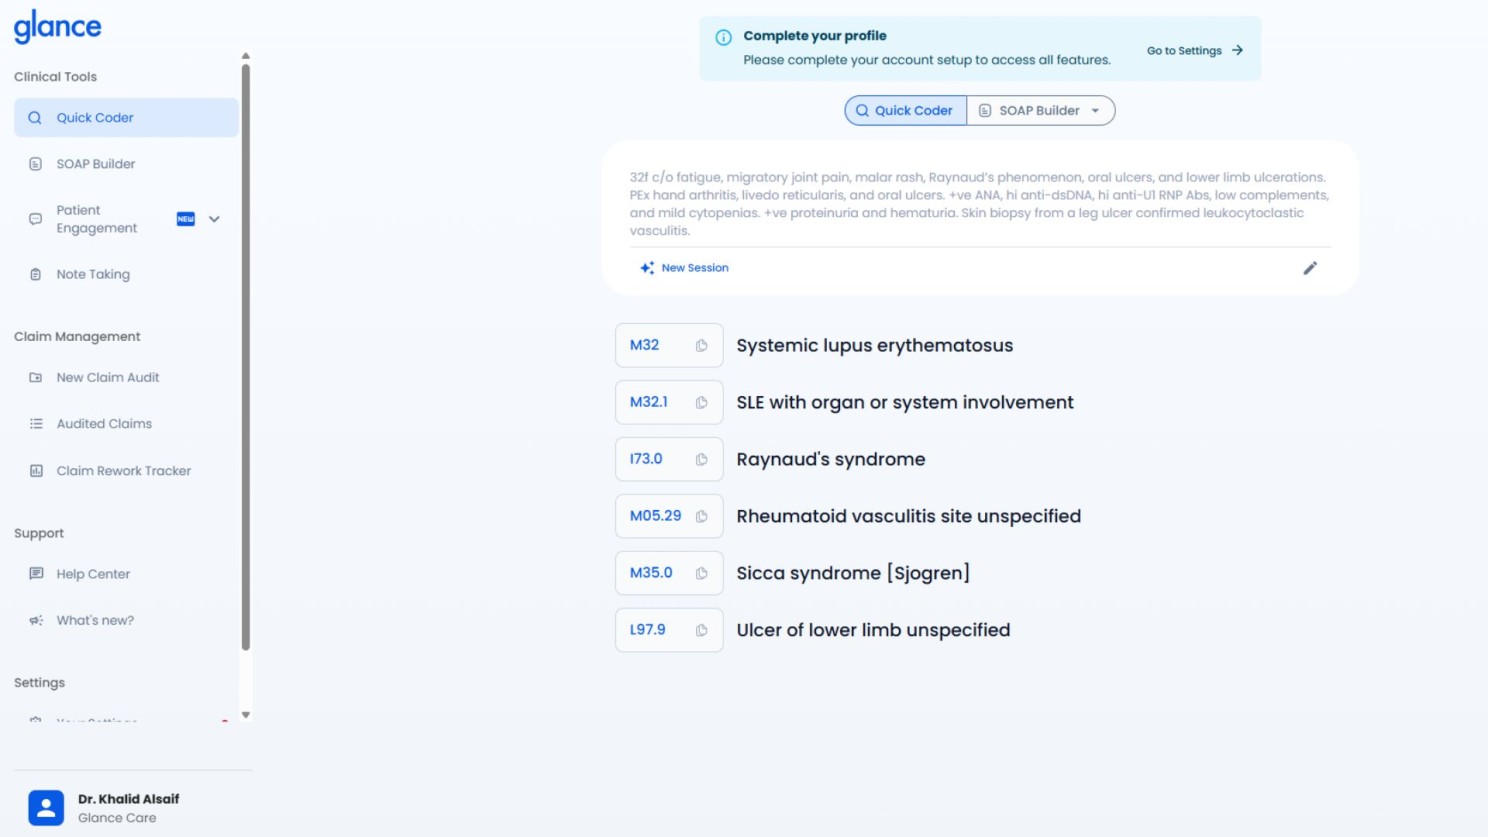 glance
Clinical Tools
Quick Coder
SOAP Builder
Patient
Engagement
NEW
Note Taking
Claim Management
New Claim Audit
Audited Claims
Claim Rework Tracker
Support
Help Center
What's new?
Settings
Your Settings
Dr. Khalid Alsaif
Glance Care
Complete your profile
Please complete your account setup to access all features.
Go to Settings
Quick Coder
SOAP Builder
32f c/o fatigue, migratory joint pain, malar rash, Raynaud's phenomenon, oral ulcers, and lower limb ulcerations.
PEx hand arthritis, livedo reticularis, and oral ulcers. +ve ANA, hi anti-dsDNA, hi anti-U1 RNP Abs, low complements,
and mild cytopenias. +ve proteinuria and hematuria. Skin biopsy from a leg ulcer confirmed leukocytoclastic
vasculitis.
New Session
M32 Systemic lupus erythematosus
M32.1 SLE with organ or system involvement
I73.0 Raynaud's syndrome
M05.29 Rheumatoid vasculitis site unspecified
M35.0 Sicca syndrome [Sjogren]
L97.9 Ulcer of lower limb unspecified